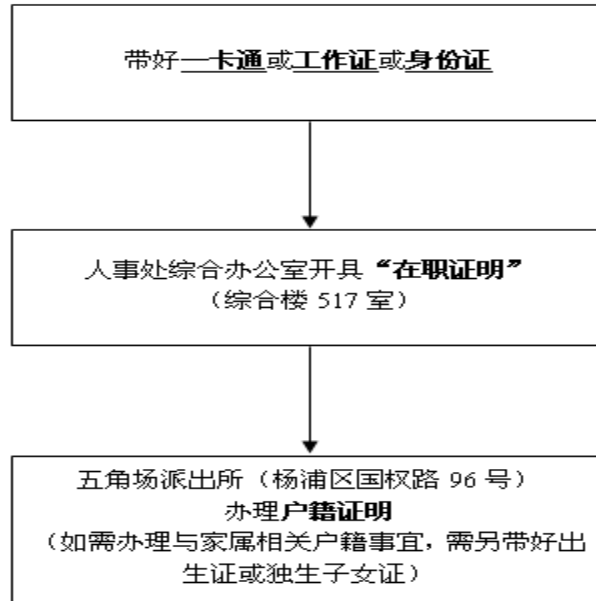 带好一卡通或工作证或身份证
人事处综合办公室开具“在职证明”
（综合楼 517 室）
五角场派出所（杨浦区国权路 96 号）
办理户籍证明
（如需办理与家属相关户籍事宜，需另带好出
生证或独生子女证）